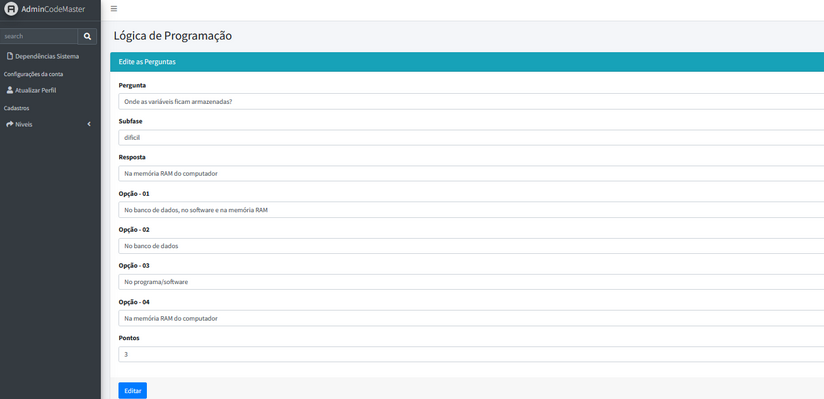 AdminCodeMaster
search
Dependências Sistema
Configurações da conta
Atualizar Perfil
Cadastros
Níveis
Lógica de Programação
Edite as Perguntas
Pergunta
Onde as variáveis ficam armazenadas?
Subfase
dificil
Resposta
Na memória RAM do computador
Opção - 01
No banco de dados, no software e na memória RAM
Opção - 02
No banco de dados
Opção - 03
No programa/software
Opção - 04
Na memória RAM do computador
Pontos
3
Editar